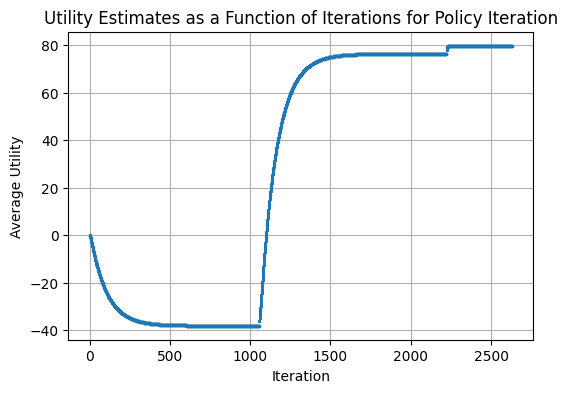 Utility Estimates as a Function of Iterations for Policy Iteration
80
60
40
20
0
−20
−40
Average Utility
0 500 1000 1500 2000 2500
Iteration